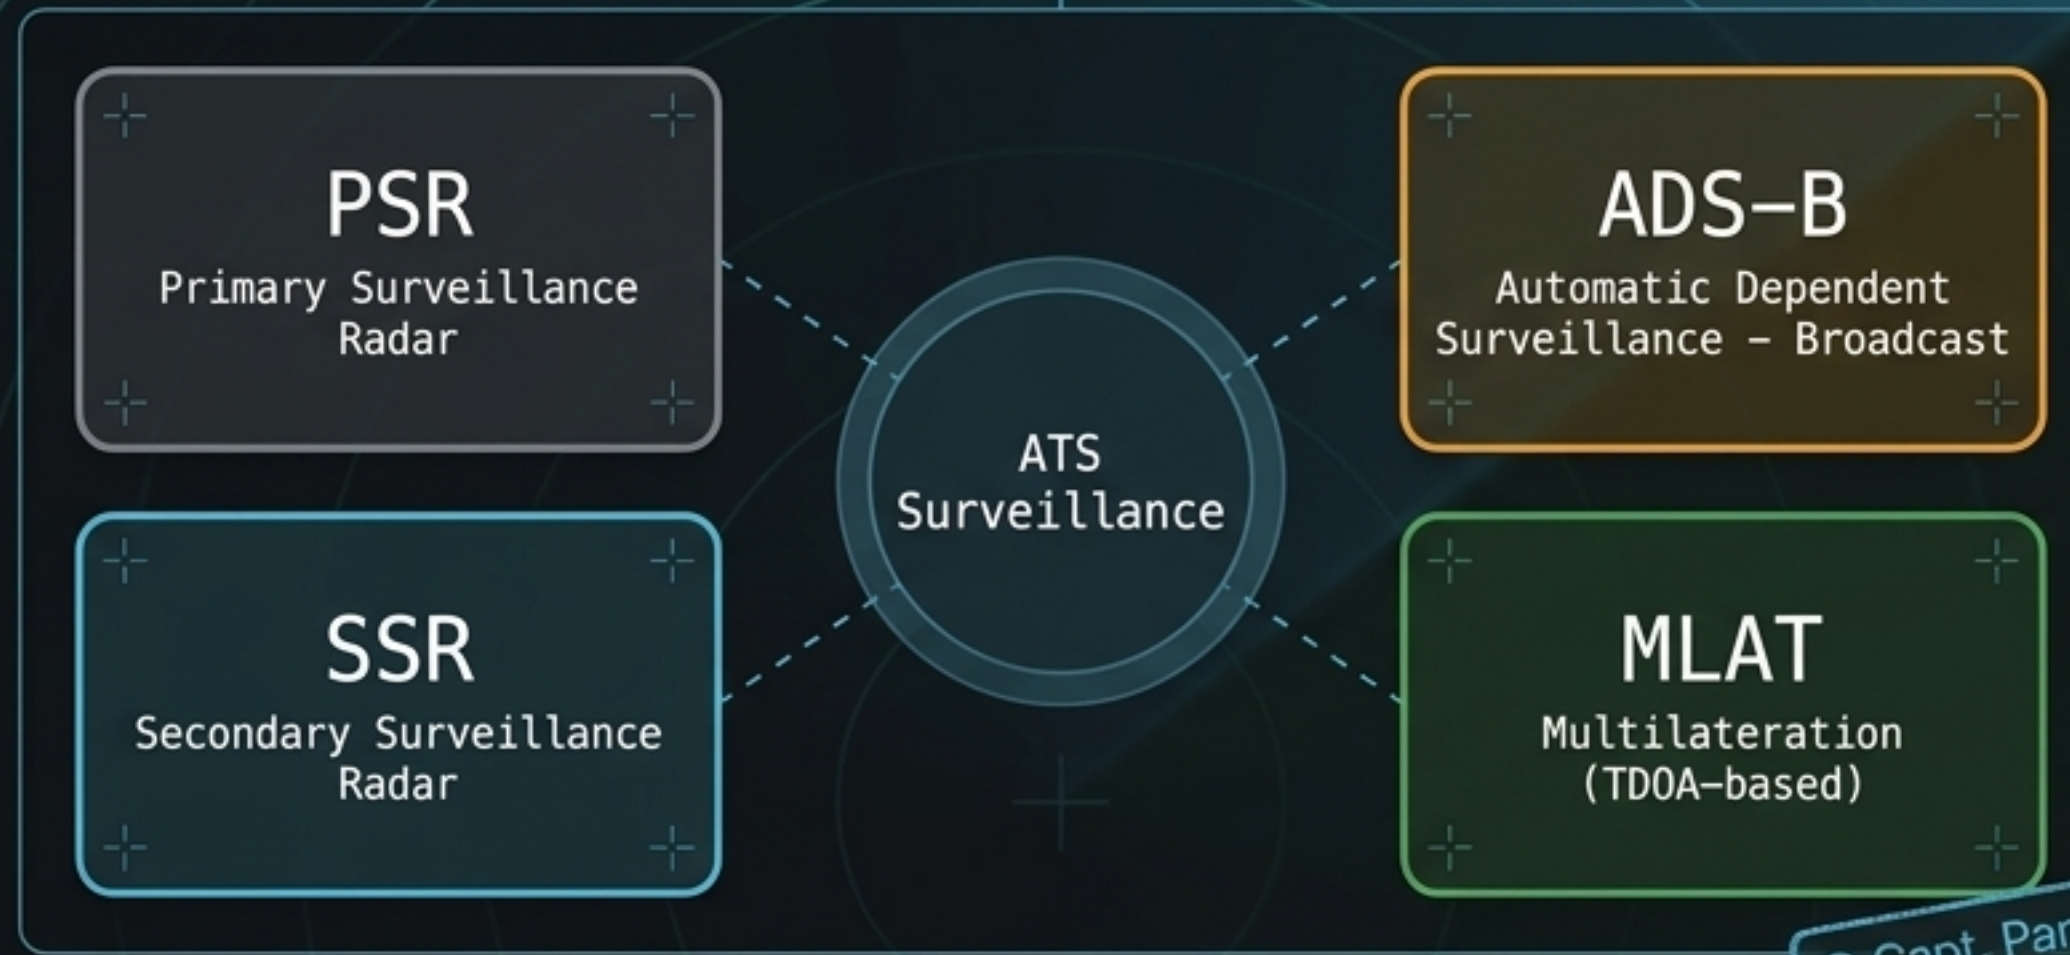 PSR
Primary Surveillance
Radar
ADS-B
Automatic Dependent
Surveillance - Broadcast
ATS
Surveillance
SSR
Secondary Surveillance
Radar
MLAT
Multilateration
(TDOA-based)
Capt.